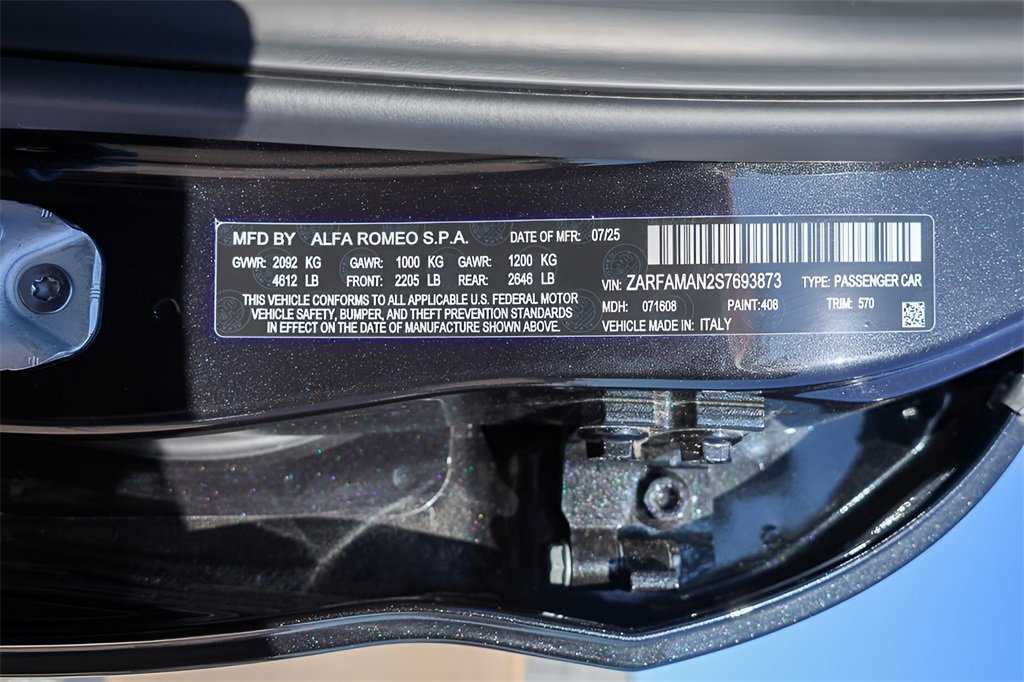 MFD BY ALFA ROMEO S.P.A. DATE OF MFR: 07/25
GVWR: 2092 KG GAWR: 1000 KG GAWR: 1200 KG
4612 LB FRONT: 2205 LB REAR: 2646 LB
THIS VEHICLE CONFORMS TO ALL APPLICABLE U.S. FEDERAL MOTOR
VEHICLE SAFETY, BUMPER, AND THEFT PREVENTION STANDARDS
IN EFFECT ON THE DATE OF MANUFACTURE SHOWN ABOVE.
VIN: ZARFAMAN2S7693873 TYPE: PASSENGER CAR
MDH: 071608 PAINT:408 TRIM: 570
VEHICLE MADE IN: ITALY